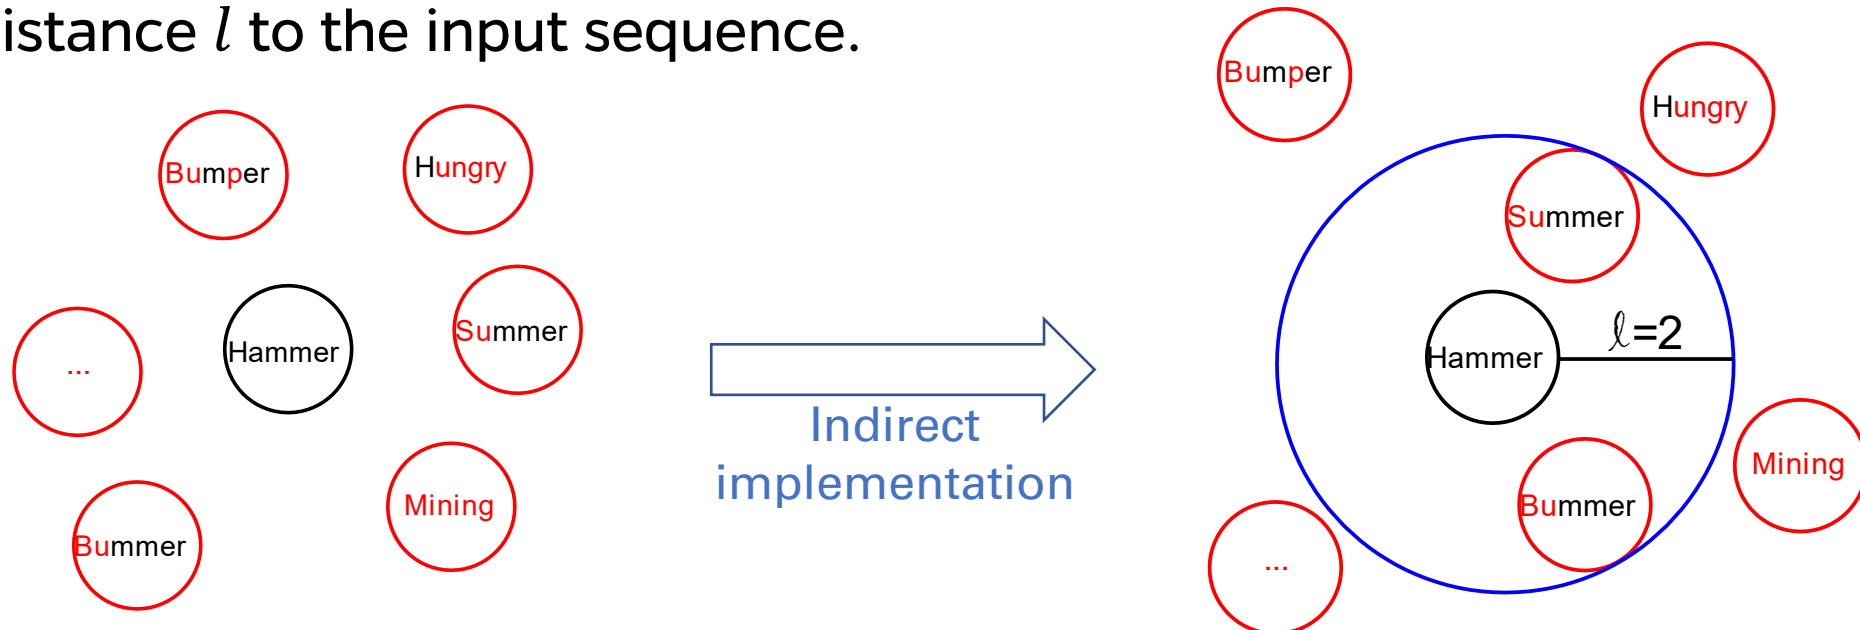 istance l to the input sequence.
Bumper
Hungry
Hammer
Summer
...
Bummer
Mining
Indirect
implementation
Bumper
Hungry
Summer
Hammer
ℓ=2
Bummer
Mining
...